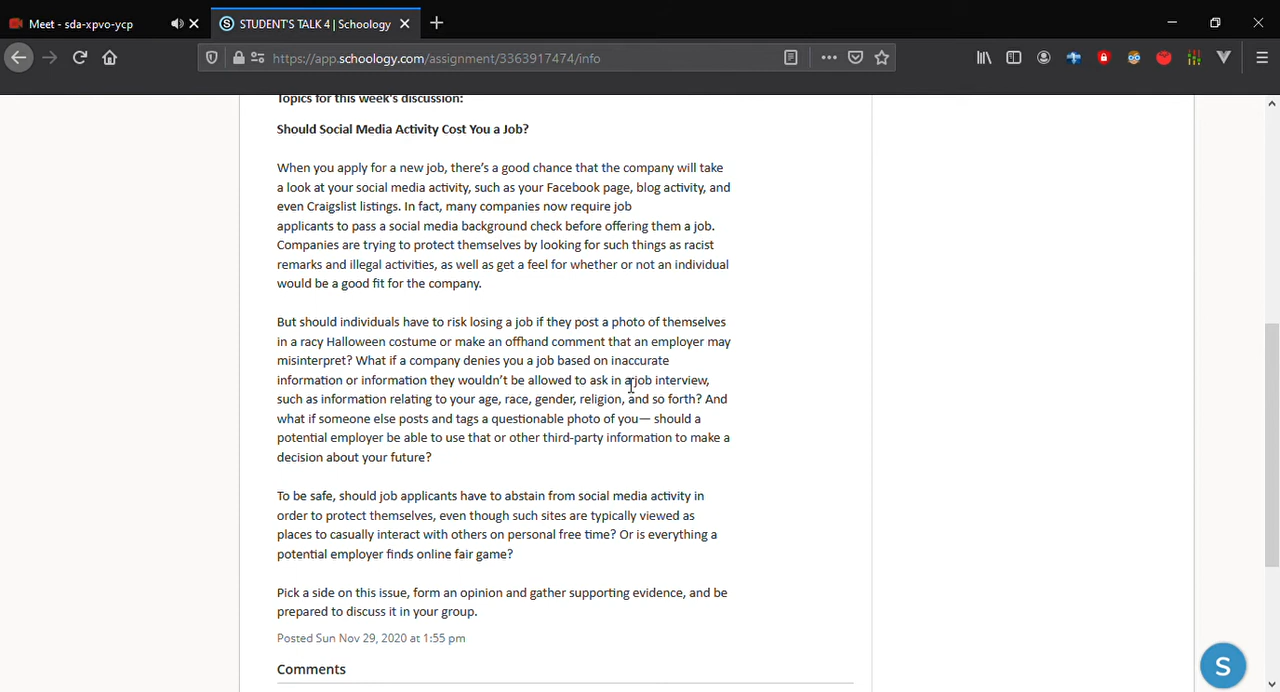 Meet - sda-xpvo-ycp
STUDENT'S TALK 4 | Schoology
https://app.schoology.com/assignment/3363917474/info
Topics for this week's discussion:
Should Social Media Activity Cost You a Job?
When you apply for a new job, there's a good chance that the company will take
a look at your social media activity, such as your Facebook page, blog activity, and
even Craigslist listings. In fact, many companies now require job
applicants to pass a social media background check before offering them a job.
Companies are trying to protect themselves by looking for such things as racist
remarks and illegal activities, as well as get a feel for whether or not an individual
would be a good fit for the company.
But should individuals have to risk losing a job if they post a photo of themselves
in a racy Halloween costume or make an offhand comment that an employer may
misinterpret? What if a company denies you a job based on inaccurate
information or information they wouldn't be allowed to ask in a job interview,
such as information relating to your age, race, gender, religion, and so forth? And
what if someone else posts and tags a questionable photo of you— should a
potential employer be able to use that or other third-party information to make a
decision about your future?
To be safe, should job applicants have to abstain from social media activity in
order to protect themselves, even though such sites are typically viewed as
places to casually interact with others on personal free time? Or is everything a
potential employer finds online fair game?
Pick a side on this issue, form an opinion and gather supporting evidence, and be
prepared to discuss it in your group.
Posted Sun Nov 29, 2020 at 1:55 pm
Comments
S